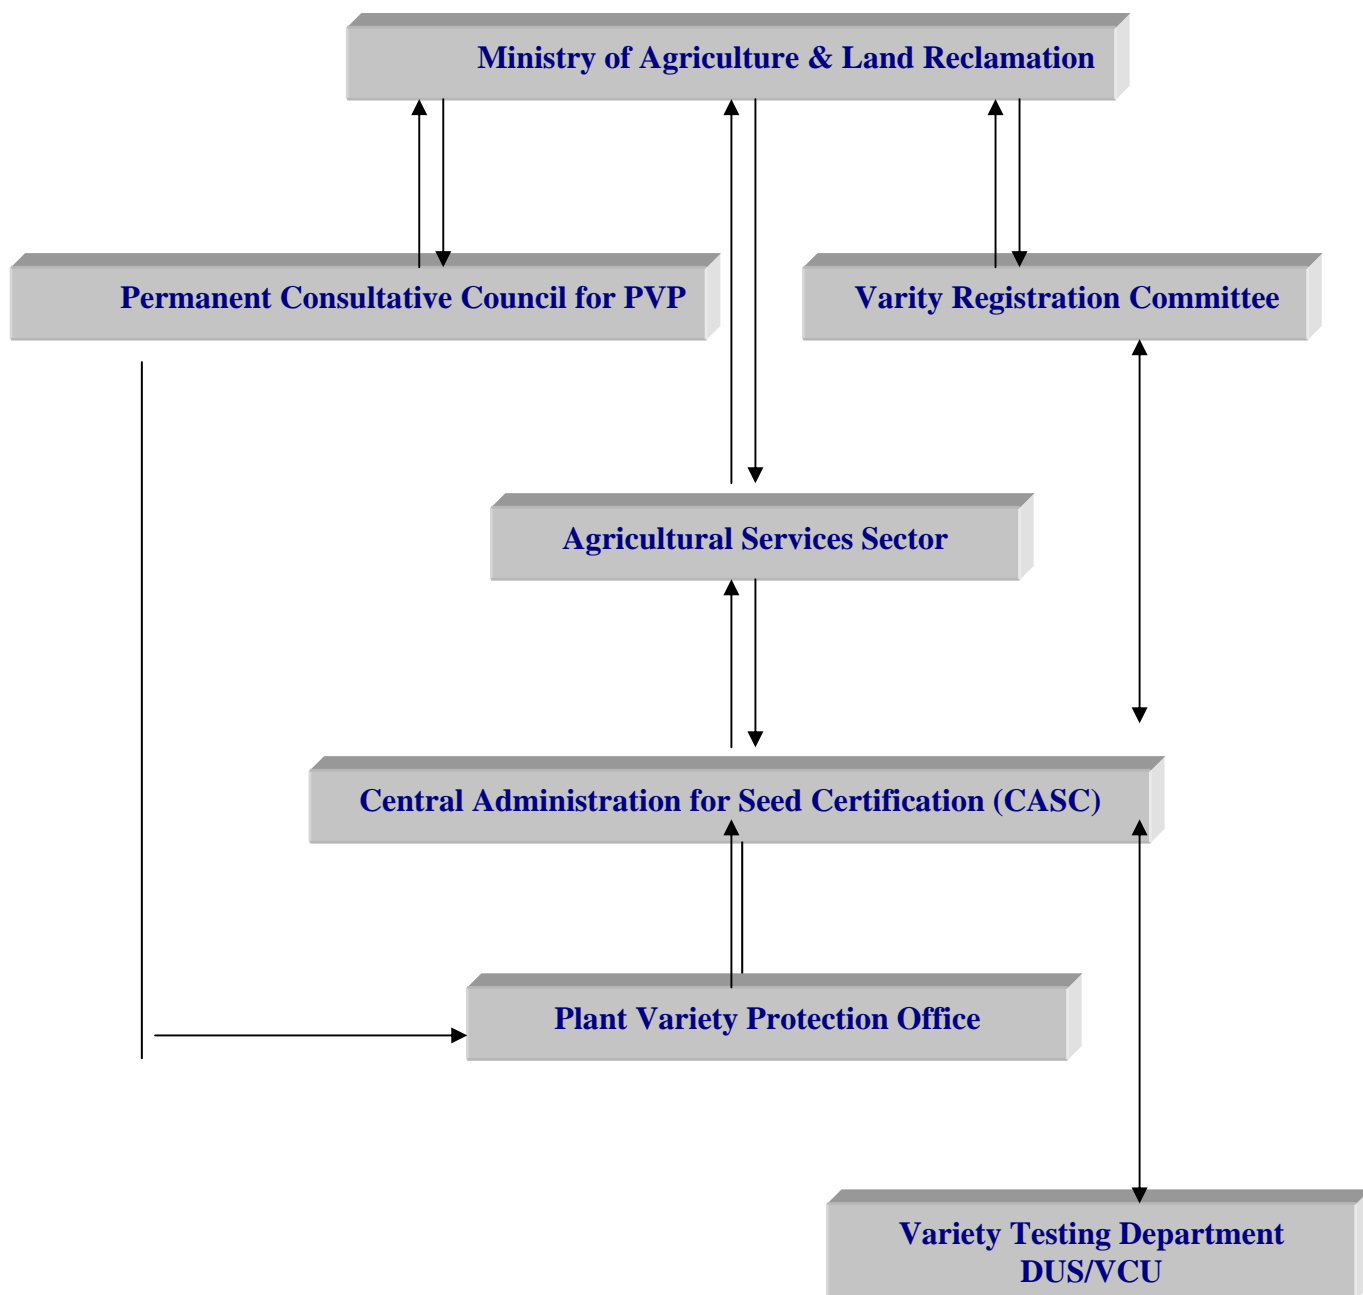 Ministry of Agriculture & Land Reclamation
Permanent Consultative Council for PVP
Varity Registration Committee
Agricultural Services Sector
Central Administration for Seed Certification (CASC)
Plant Variety Protection Office
Variety Testing Department
DUS/VCU